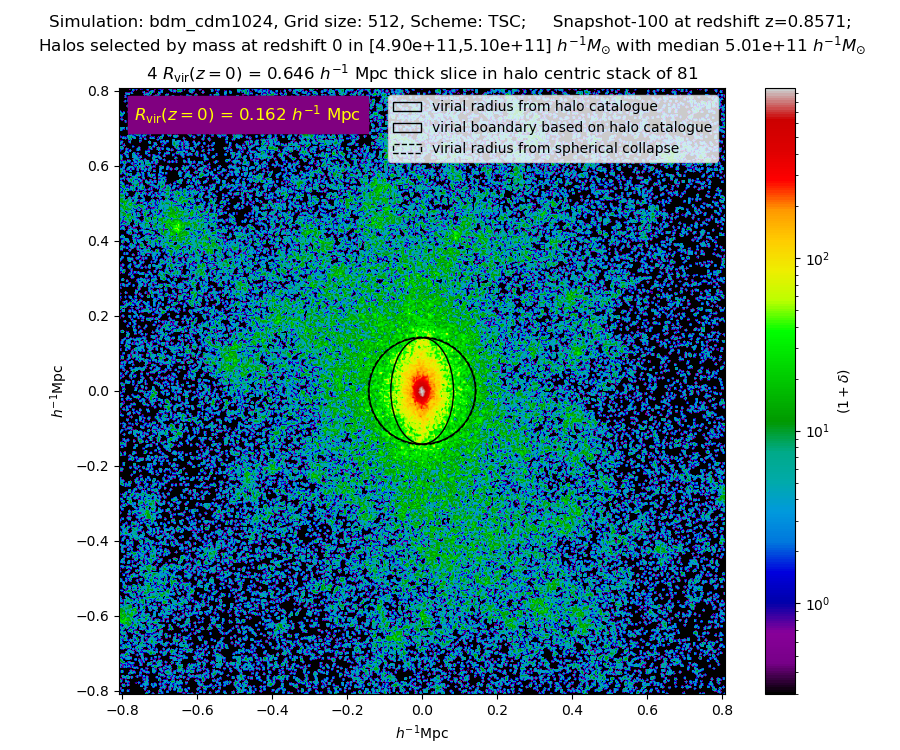 Simulation: bdm_cdm1024, Grid size: 512, Scheme: TSC; Snapshot-100 at redshift z=0.8571;
Halos selected by mass at redshift 0 in [4.90e+11,5.10e+11] h⁻¹M⊙ with median 5.01e+11 h⁻¹M⊙
4 Rvir(z = 0) = 0.646 h⁻¹ Mpc thick slice in halo centric stack of 81
Rvir(z = 0) = 0.162 h⁻¹ Mpc
virial radius from halo catalogue
virial boundary based on halo catalogue
virial radius from spherical collapse
0.8
0.6
0.4
0.2
0.0
−0.2
−0.4
−0.6
−0.8
h⁻¹Mpc
−0.8 −0.6 −0.4 −0.2 0.0 0.2 0.4 0.6 0.8
h⁻¹Mpc
10²
10¹
10⁰
(1 + δ)